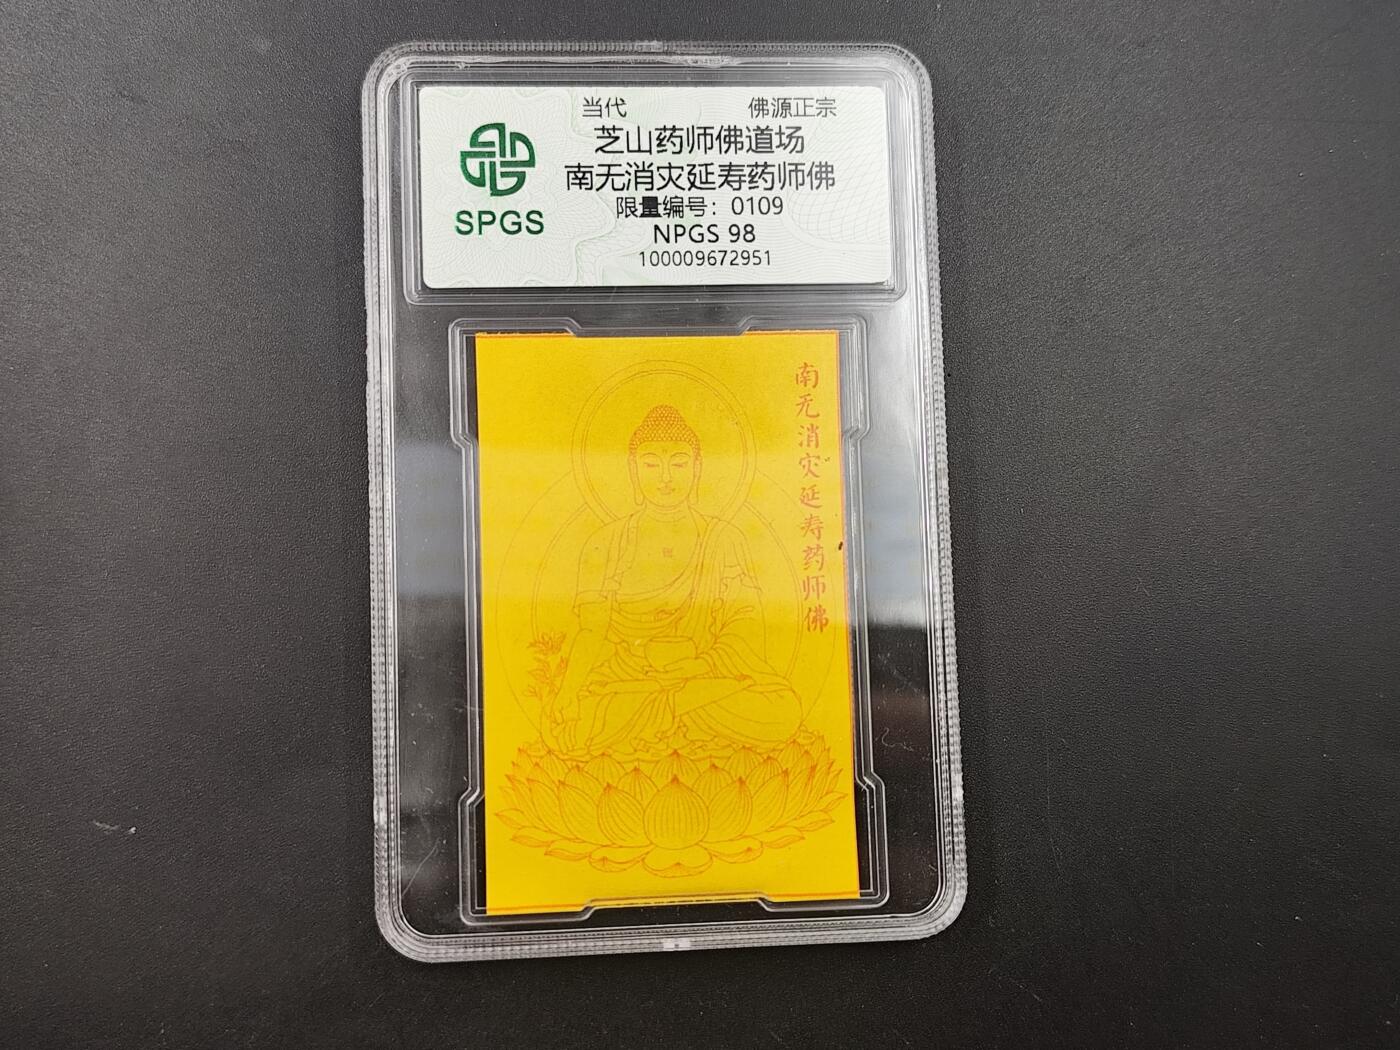 当代 佛源正宗
芝山药师佛道场
南无消灾延寿药师佛
限量编号：0109
NPGS 98
100009672951
SPGS
南无消灾延寿药师佛